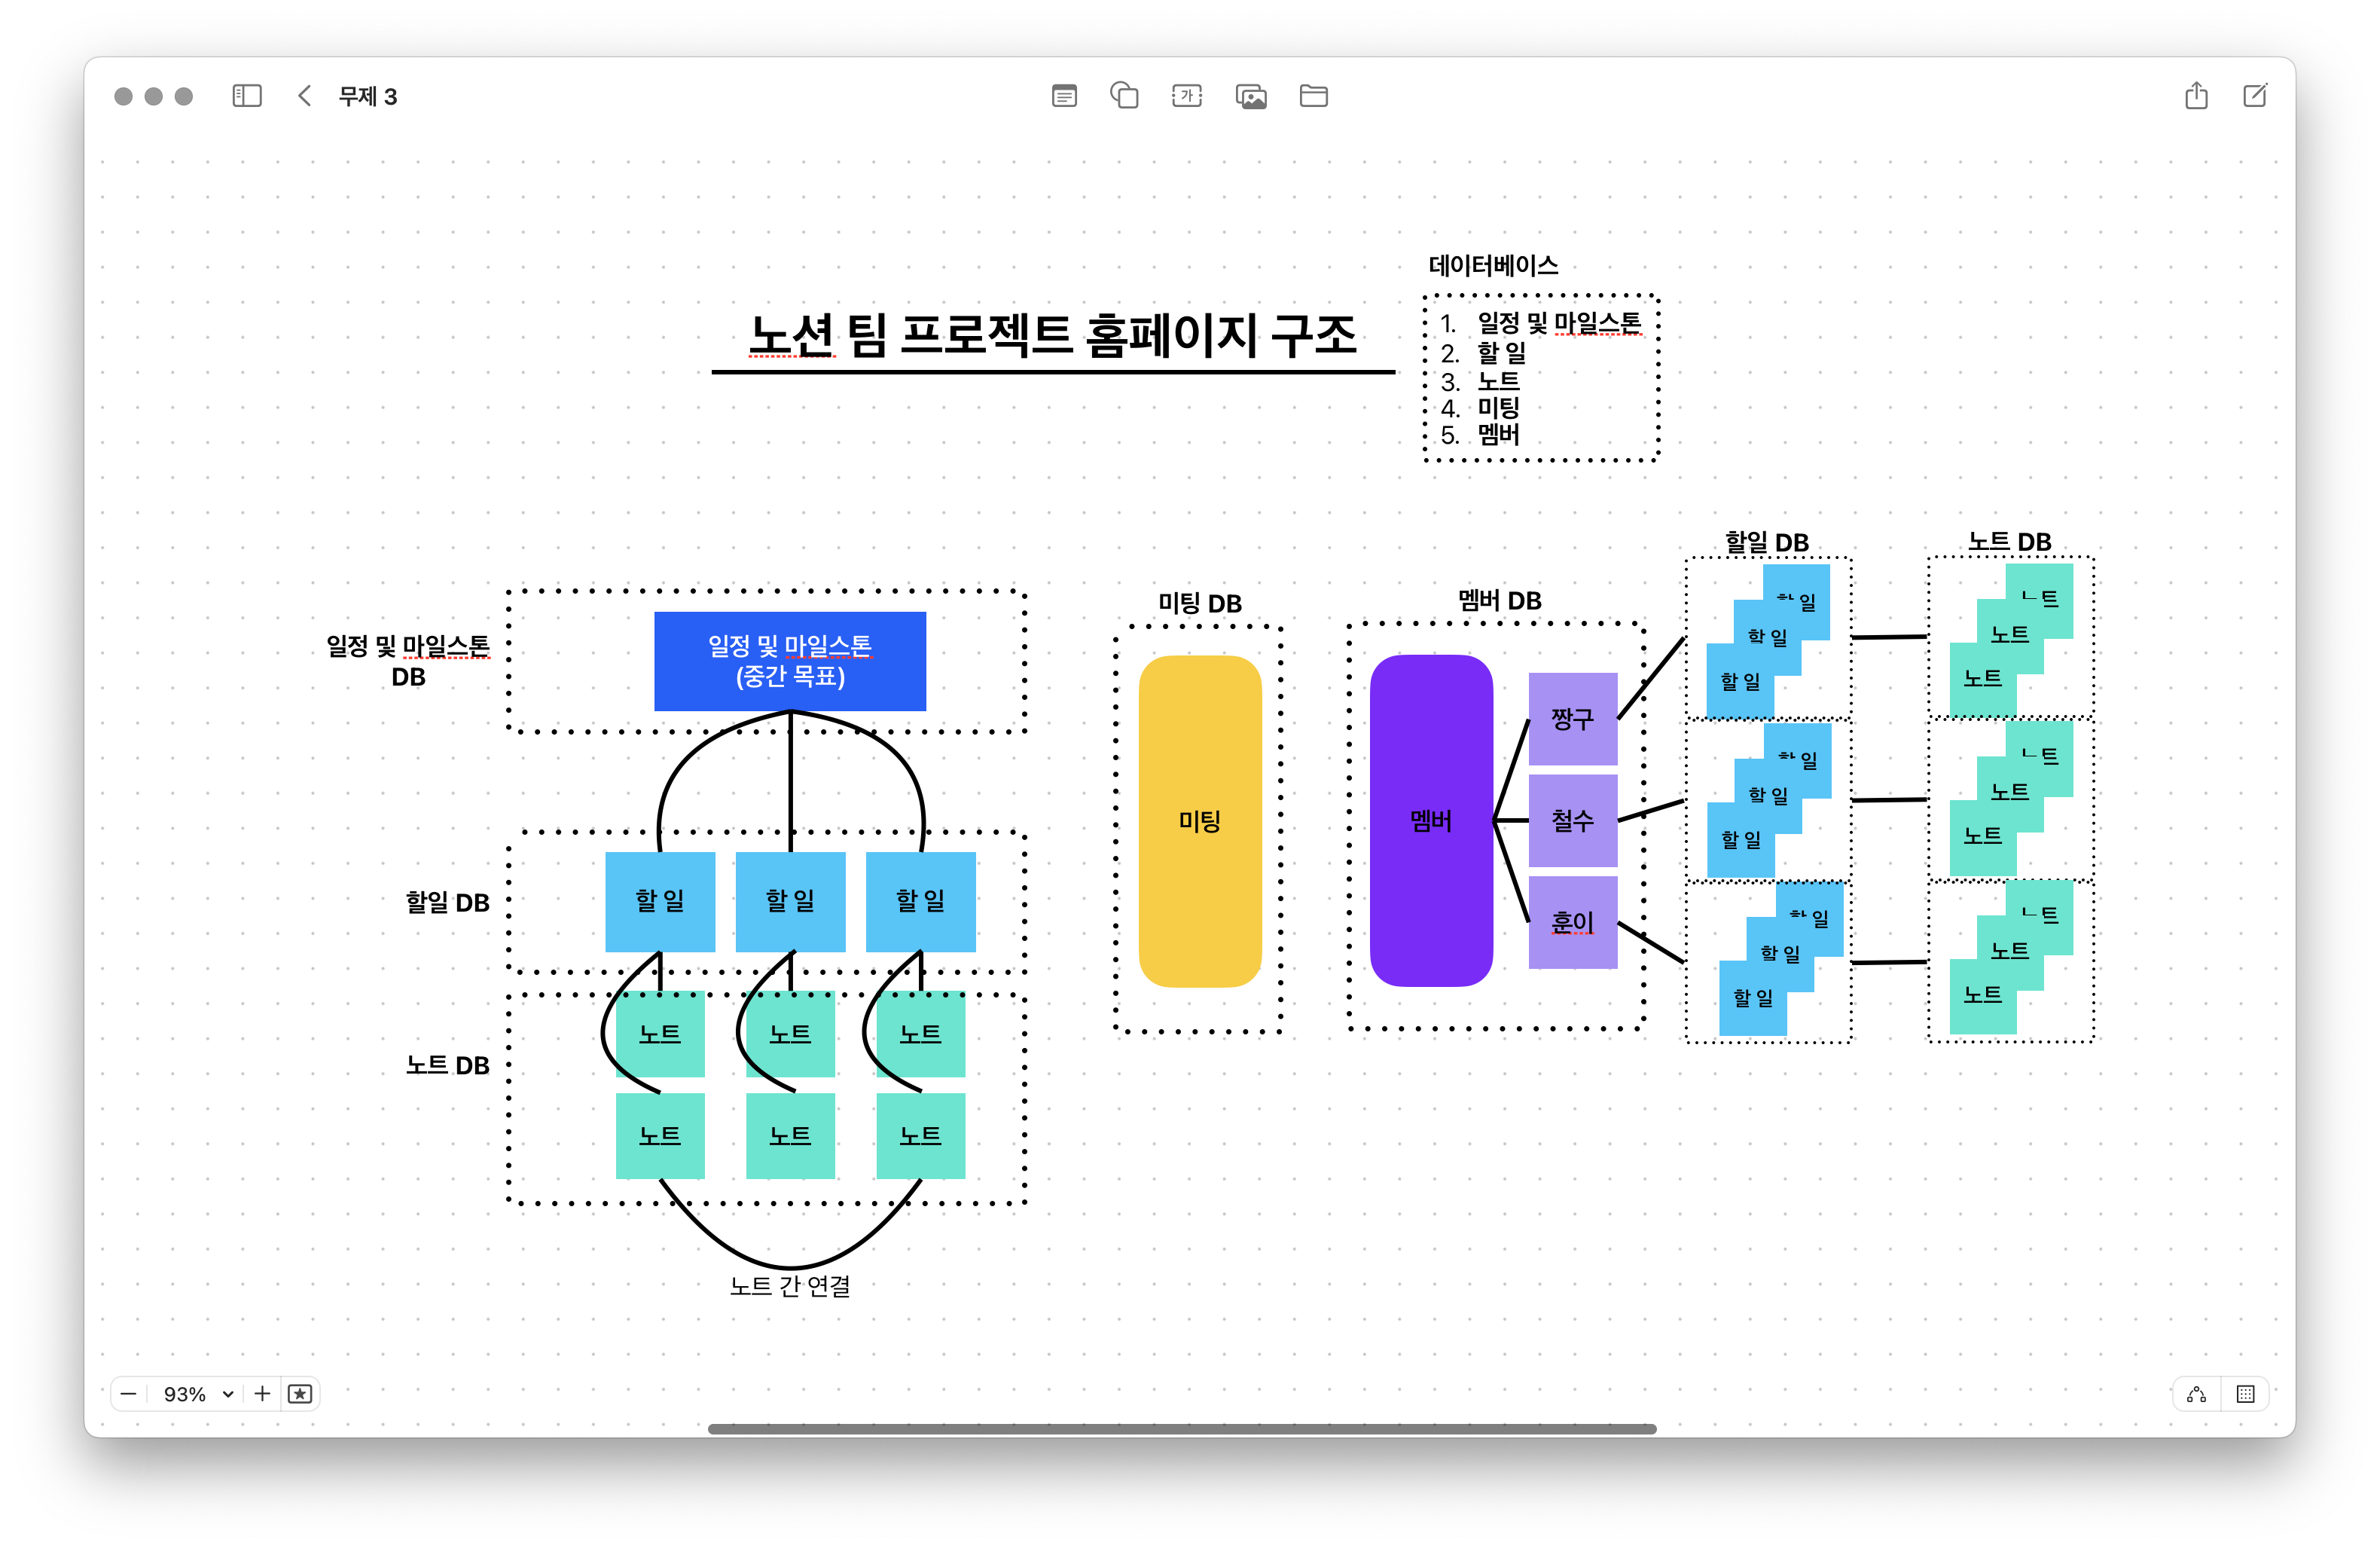 무제 3
가
데이터베이스
노션 팀 프로젝트 홈페이지 구조
1. 일정 및 마일스톤
2. 할 일
3. 노트
4. 미팅
5. 멤버
일정 및 마일스톤
DB
일정 및 마일스톤
(중간 목표)
할일 DB
할 일
할 일
할 일
노트 DB
노트
노트
노트
노트
노트
노트
노트 간 연결
미팅 DB
미팅
멤버 DB
멤버
짱구
철수
훈이
할일 DB
할 일
할 일
할 일
할 일
할 일
할 일
할 일
할 일
할 일
노트 DB
노트
노트
노트
노트
노트
노트
노트
노트
노트
93%